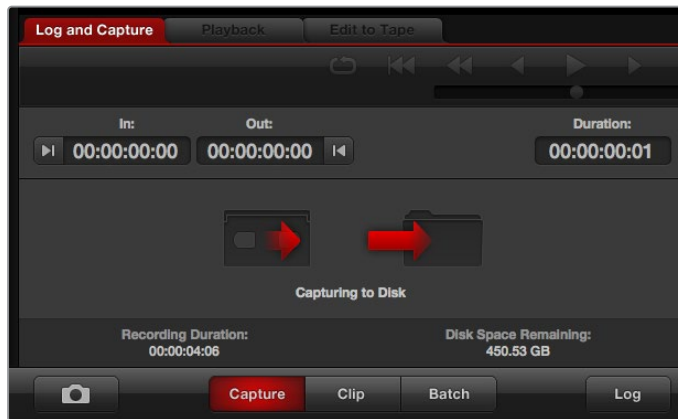 Log and Capture Playback Edit to Tape
In: Out: Duration:
00:00:00:00 00:00:00:00 00:00:00:01
Capturing to Disk
Recording Duration: Disk Space Remaining:
00:00:04:06 450.53 GB
Capture Clip Batch Log